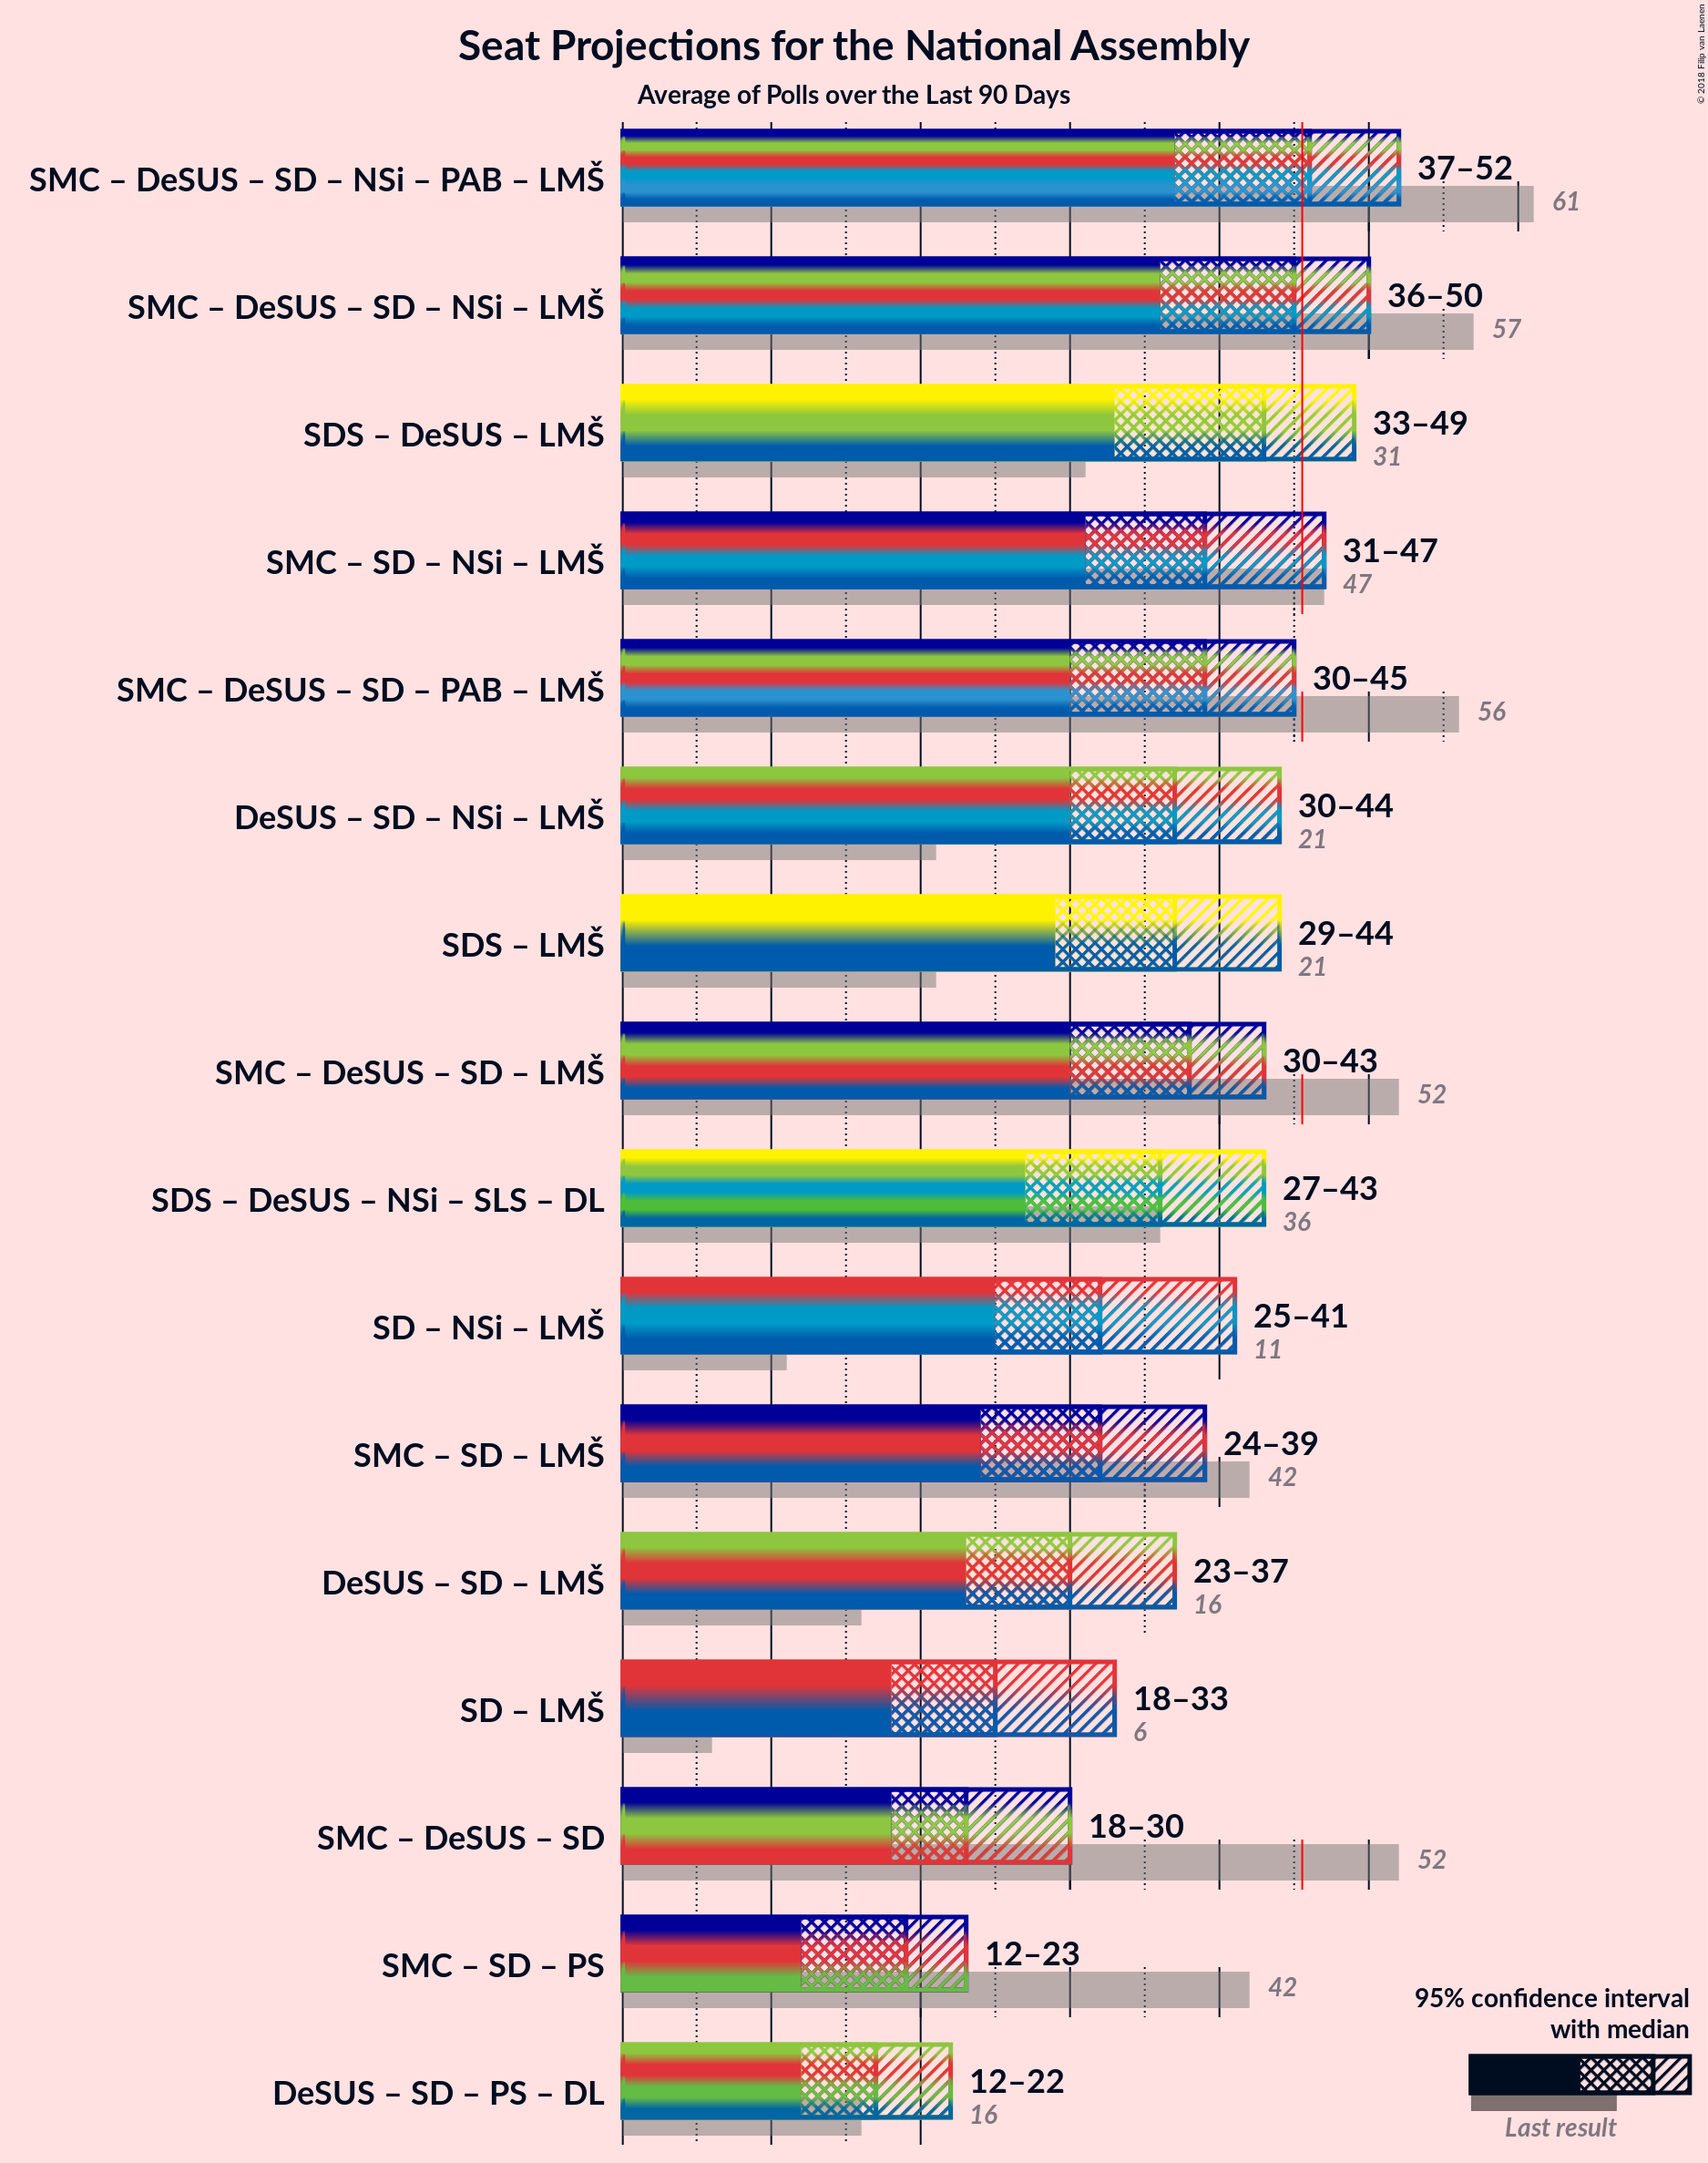 Seat Projections for the National Assembly
Average of Polls over the Last 90 Days
© 2018 Filip van Laenen
SMC – DeSUS – SD – NSi – PAB – LMŠ
37–52
61
SMC – DeSUS – SD – NSi – LMŠ
36–50
57
SDS – DeSUS – LMŠ
33–49
31
SMC – SD – NSi – LMŠ
31–47
47
SMC – DeSUS – SD – PAB – LMŠ
30–45
56
DeSUS – SD – NSi – LMŠ
30–44
21
SDS – LMŠ
29–44
21
SMC – DeSUS – SD – LMŠ
30–43
52
SDS – DeSUS – NSi – SLS – DL
27–43
36
SD – NSi – LMŠ
25–41
11
SMC – SD – LMŠ
24–39
42
DeSUS – SD – LMŠ
23–37
16
SD – LMŠ
18–33
6
SMC – DeSUS – SD
18–30
52
SMC – SD – PS
12–23
42
DeSUS – SD – PS – DL
12–22
16
95% confidence interval
with median
Last result